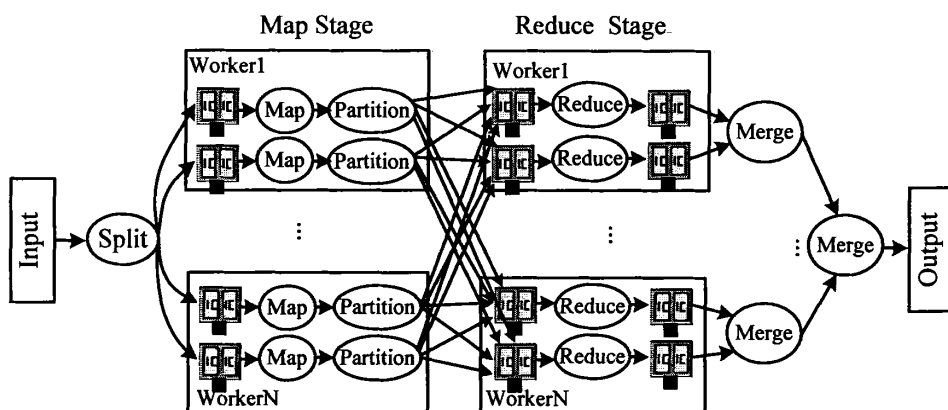 Map Stage
Reduce Stage
Worker1
Worker1
Map
Partition
Reduce
Map
Partition
Reduce
Merge
Input
Split
...
...
...
Merge
Output
Map
Partition
Reduce
Map
Partition
Reduce
Merge
WorkerN
WorkerN